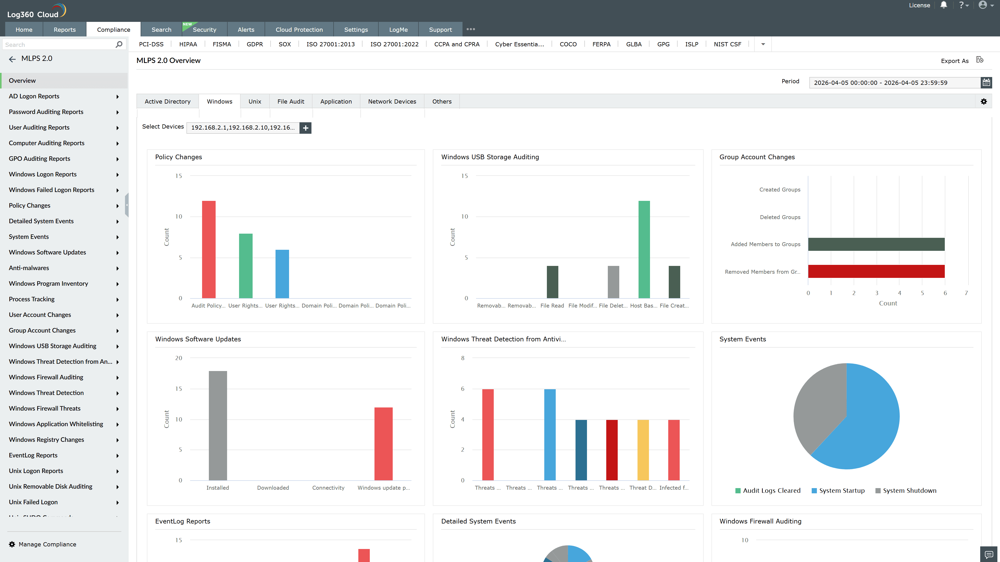 Log360 Cloud
License
?
Home
Reports
Compliance
Search
NEW
Security
Alerts
Cloud Protection
Settings
LogMe
Support
Search
PCI-DSS
HIPAA
FISMA
GDPR
SOX
ISO 27001:2013
ISO 27001:2022
CCPA and CPRA
Cyber Essentia...
COCO
FERPA
GLBA
GPG
ISLP
NIST CSF
MLPS 2.0
Overview
AD Logon Reports
Password Auditing Reports
User Auditing Reports
Computer Auditing Reports
GPO Auditing Reports
Windows Logon Reports
Windows Failed Logon Reports
Policy Changes
Detailed System Events
System Events
Windows Software Updates
Anti-malwares
Windows Program Inventory
Process Tracking
User Account Changes
Group Account Changes
Windows USB Storage Auditing
Windows Threat Detection from An...
Windows Firewall Auditing
Windows Threat Detection
Windows Firewall Threats
Windows Application Whitelisting
Windows Registry Changes
EventLog Reports
Unix Logon Reports
Unix Removable Disk Auditing
Unix Failed Logon
Manage Compliance
MLPS 2.0 Overview
Export As
Period
2026-04-05 00:00:00 - 2026-04-05 23:59:59
Active Directory
Windows
Unix
File Audit
Application
Network Devices
Others
Select Devices
192.168.2.1,192.168.2.10,192.16...
Policy Changes
15
10
5
0
Count
Audit Policy...
User Rights...
User Rights...
Domain Poli...
Domain Poli...
Domain Poli...
Windows USB Storage Auditing
15
10
5
0
Count
Removab...
Removab...
File Read
File Modif...
File Delet...
Host Bas...
File Creat...
Group Account Changes
Created Groups
Deleted Groups
Added Members to Groups
Removed Members from Gr...
0
1
2
3
4
5
6
7
Count
Windows Software Updates
20
15
10
5
0
Count
Installed
Downloaded
Connectivity
Windows update p...
Windows Threat Detection from Antivi...
8
6
4
2
0
Count
Threats ...
Threats ...
Threats ...
Threats ...
Threats ...
Threat D...
Infected f...
System Events
Audit Logs Cleared
System Startup
System Shutdown
EventLog Reports
15
Detailed System Events
Windows Firewall Auditing
10